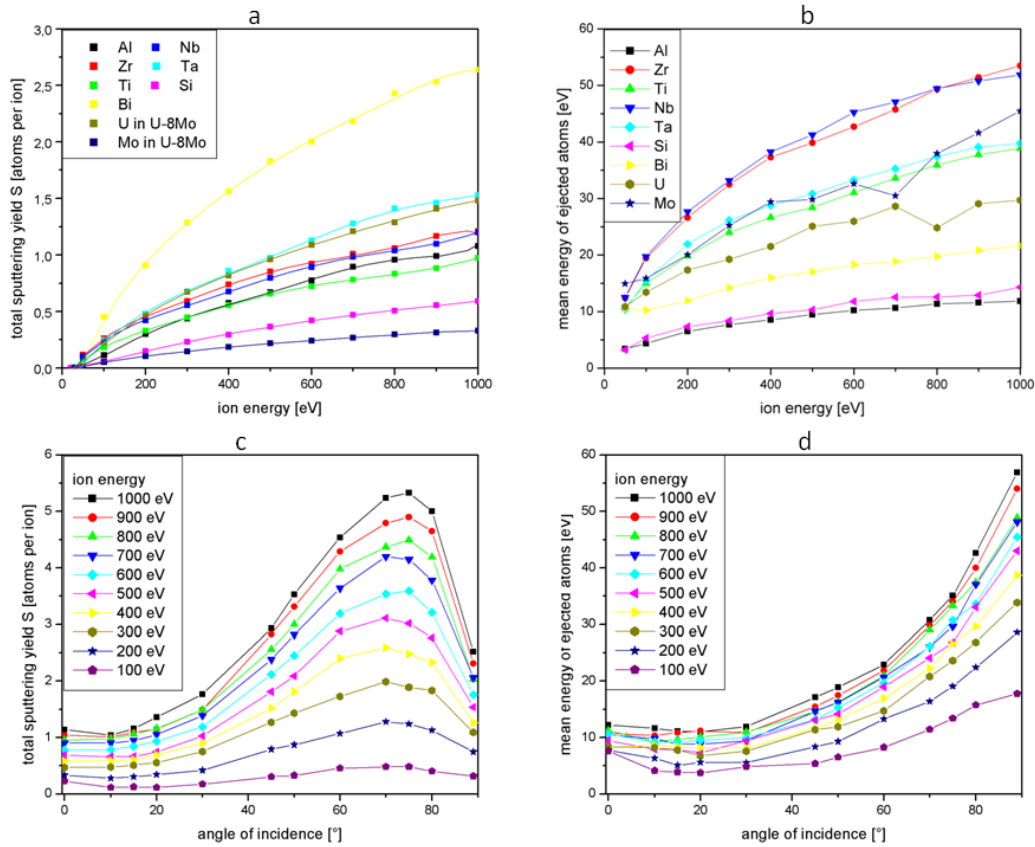 a
total sputtering yield S [atoms per ion]
3,0
2,5
2,0
1,5
1,0
0,5
0,0
Al
Nb
Zr
Ta
Ti
Si
Bi
U in U-8Mo
Mo in U-8Mo
0 200 400 600 800 1000
ion energy [eV]
b
mean energy of ejected atoms [eV]
60
50
40
30
20
10
0
Al
Zr
Ti
Nb
Ta
Si
Bi
U
Mo
0 200 400 600 800 1000
ion energy [eV]
c
total sputtering yield S [atoms per ion]
6
5
4
3
2
1
0
ion energy
1000 eV
900 eV
800 eV
700 eV
600 eV
500 eV
400 eV
300 eV
200 eV
100 eV
0 20 40 60 80
angle of incidence [°]
d
mean energy of ejected atoms [eV]
60
50
40
30
20
10
0
ion energy
1000 eV
900 eV
800 eV
700 eV
600 eV
500 eV
400 eV
300 eV
200 eV
100 eV
0 20 40 60 80
angle of incidence [°]